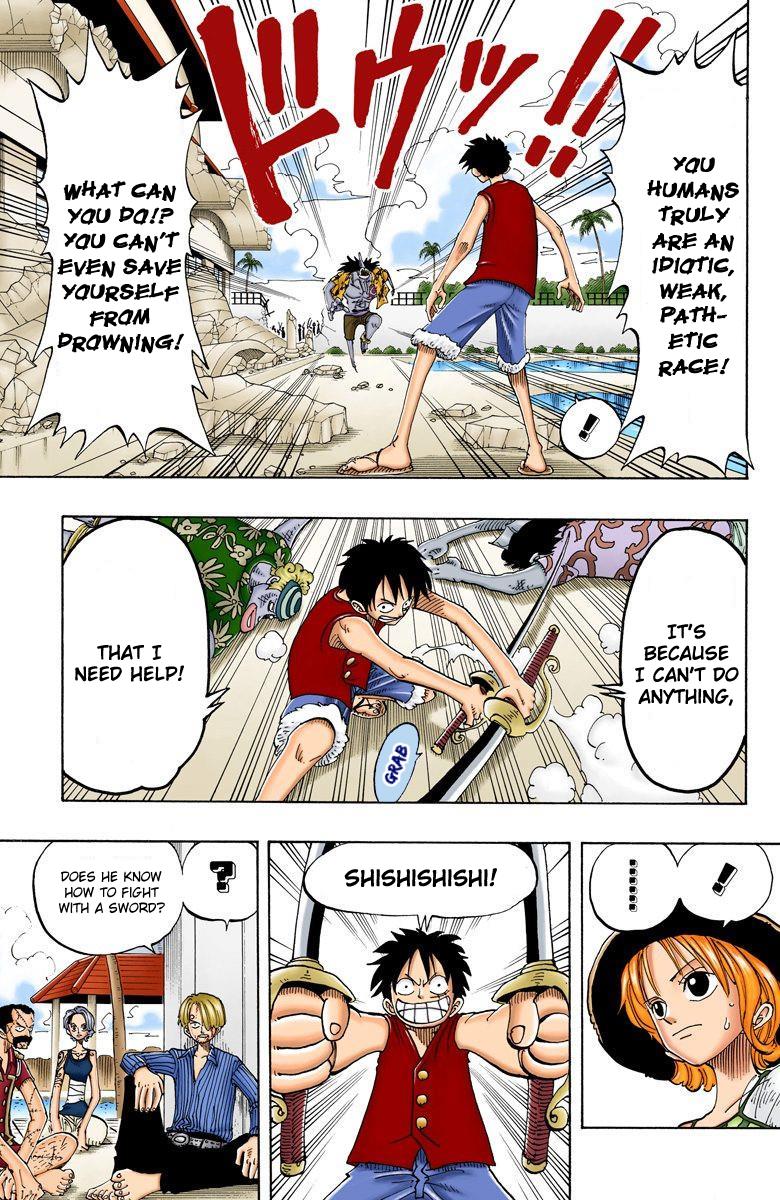 ドウッ!!
YOU
HUMANS
TRULY
ARE AN
IDIOTIC,
WEAK,
PATH-
ETIC
RACE!
WHAT CAN
YOU DO!?
YOU CAN'T
EVEN SAVE
YOURSELF
FROM
DROWNING!
!
IT'S
BECAUSE
I CAN'T DO
ANYTHING,
THAT I
NEED HELP!
GRAB
!
......
SHISHISHISHI!
?
DOES HE KNOW
HOW TO FIGHT
WITH A SWORD?